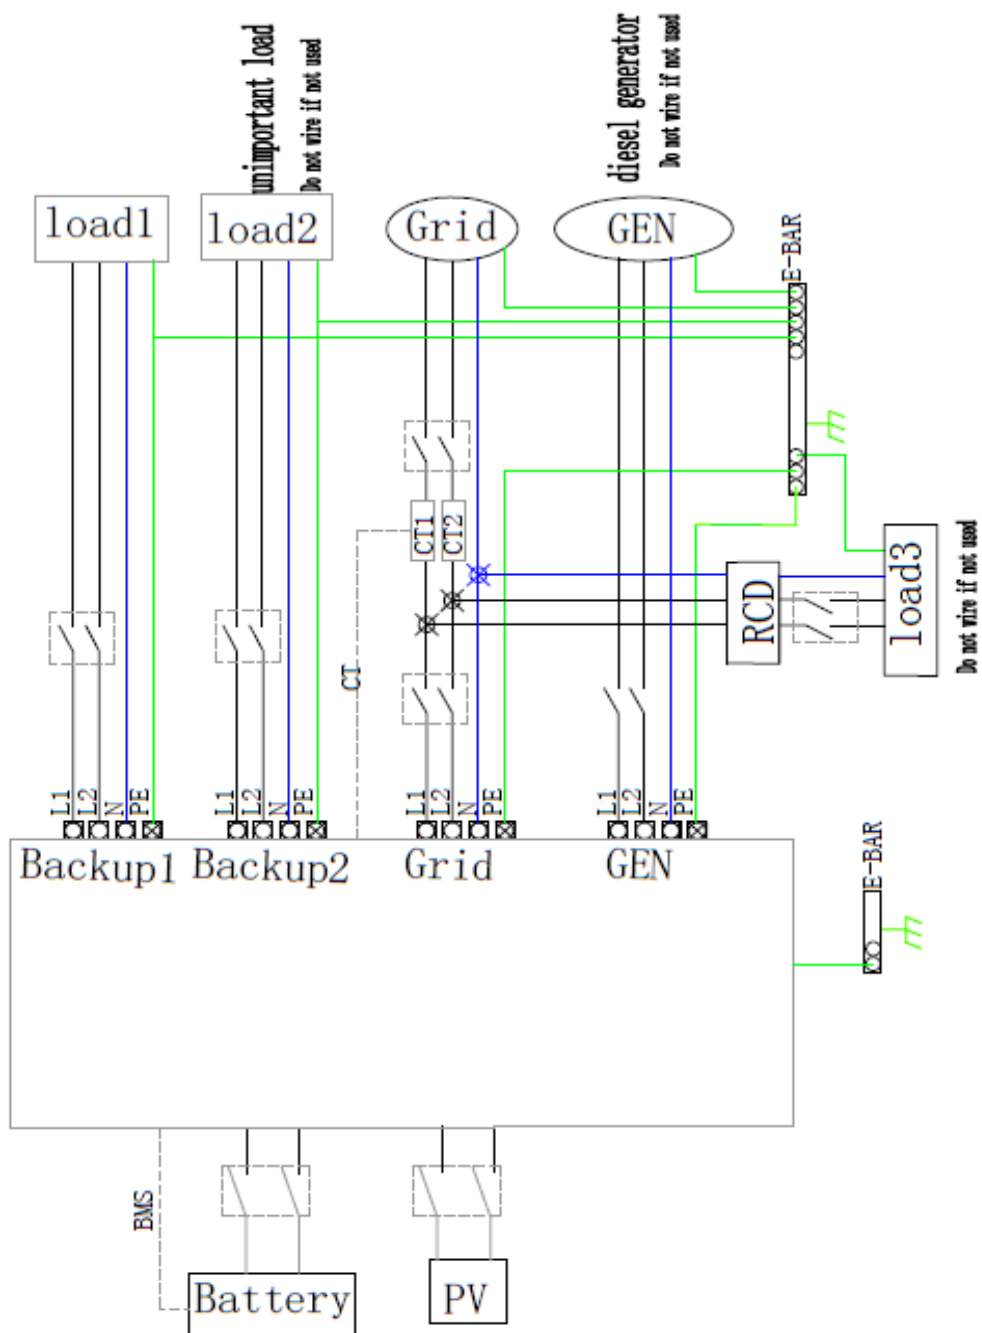 unimportant load
Do not wire if not used
diesel generator
Do not wire if not used
load1
load2
Grid
GEN
E-BAR
CT1
CT2
RCD
load3
Do not wire if not used
CT
L1
L2
N
PE
L1
L2
N
PE
L1
L2
N
PE
L1
L2
N
PE
Backup1
Backup2
Grid
GEN
E-BAR
BMS
Battery
PV